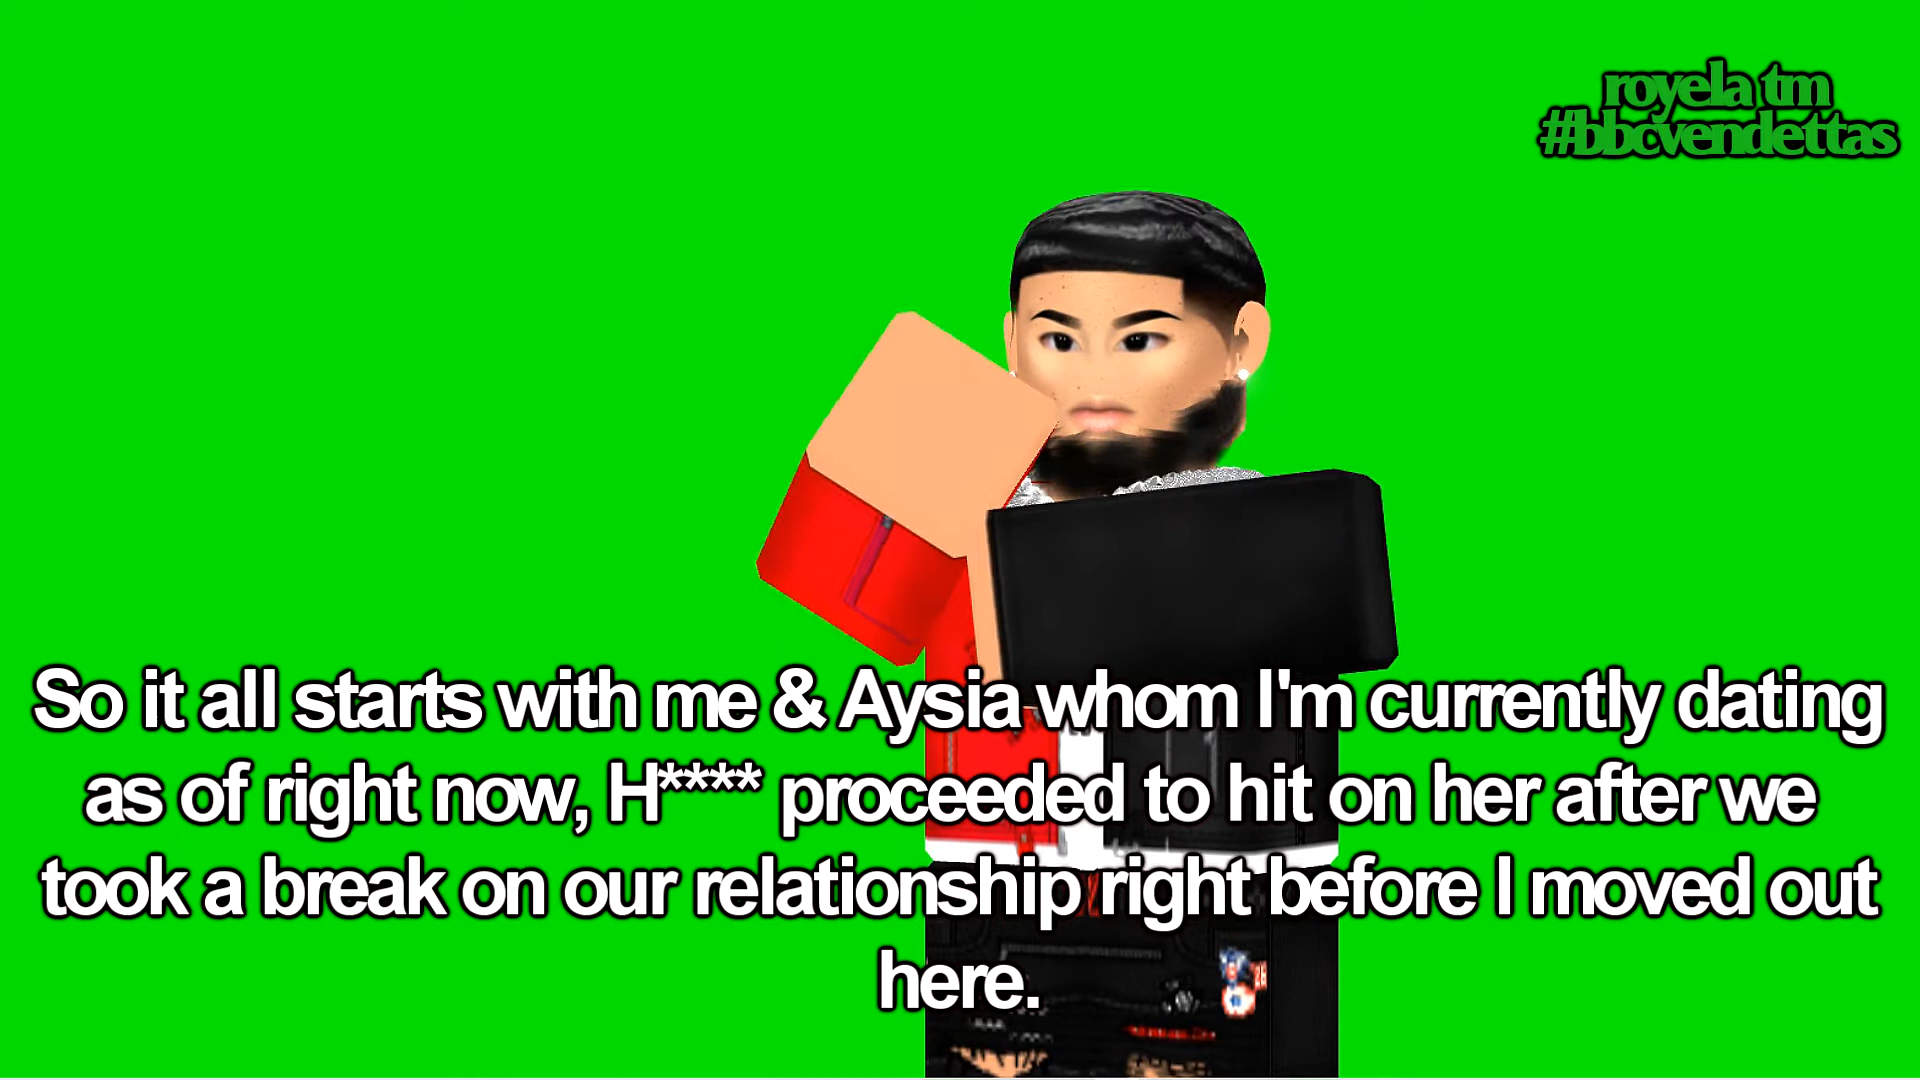 royela tm
#bbcvendettas
So it all starts with me & Aysia whom I'm currently dating
as of right now, H**** proceeded to hit on her after we
took a break on our relationship right before I moved out
here.